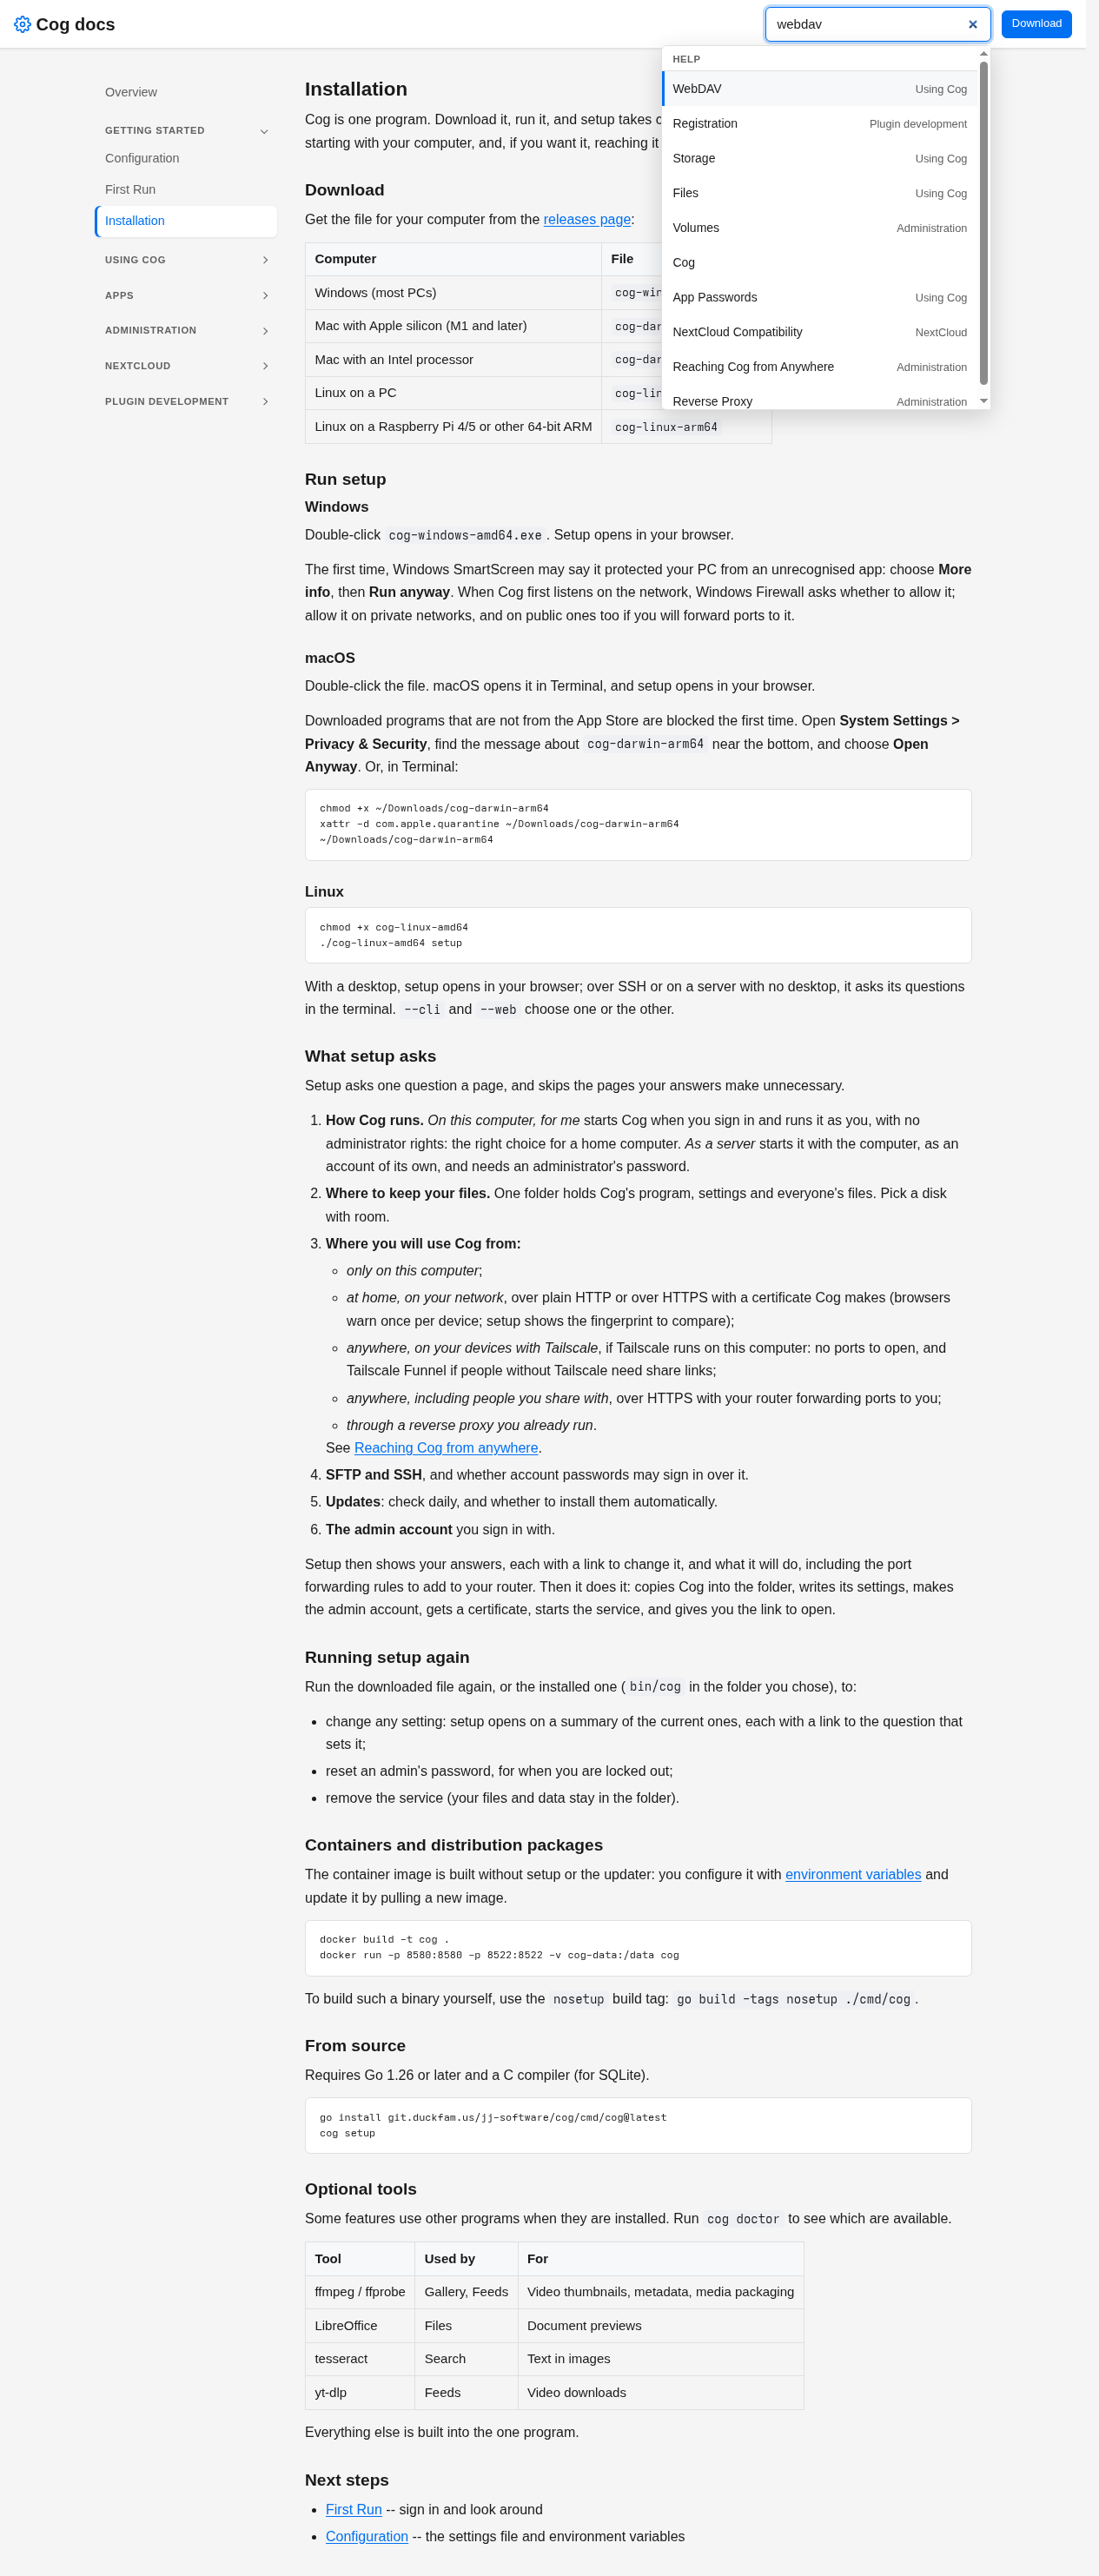 Cog docs
webdav
Download
HELP
WebDAV Using Cog
Registration Plugin development
Storage Using Cog
Files Using Cog
Volumes Administration
Cog
App Passwords Using Cog
NextCloud Compatibility NextCloud
Reaching Cog from Anywhere Administration
Reverse Proxy Administration
Overview
GETTING STARTED
Configuration
First Run
Installation
USING COG
APPS
ADMINISTRATION
NEXTCLOUD
PLUGIN DEVELOPMENT
Installation
Cog is one program. Download it, run it, and setup takes
starting with your computer, and, if you want it, reaching it
Download
Get the file for your computer from the releases page:
Computer File
Windows (most PCs)
Mac with Apple silicon (M1 and later)
Mac with an Intel processor
Linux on a PC
Linux on a Raspberry Pi 4/5 or other 64-bit ARM cog-linux-arm64
Run setup
Windows
Double-click cog-windows-amd64.exe. Setup opens in your browser.
The first time, Windows SmartScreen may say it protected your PC from an unrecognised app: choose More
info, then Run anyway. When Cog first listens on the network, Windows Firewall asks whether to allow it;
allow it on private networks, and on public ones too if you will forward ports to it.
macOS
Double-click the file. macOS opens it in Terminal, and setup opens in your browser.
Downloaded programs that are not from the App Store are blocked the first time. Open System Settings >
Privacy & Security, find the message about cog-darwin-arm64 near the bottom, and choose Open
Anyway. Or, in Terminal:
chmod +x ~/Downloads/cog-darwin-arm64
xattr -d com.apple.quarantine ~/Downloads/cog-darwin-arm64
~/Downloads/cog-darwin-arm64
Linux
chmod +x cog-linux-amd64
./cog-linux-amd64 setup
With a desktop, setup opens in your browser; over SSH or on a server with no desktop, it asks its questions
in the terminal. --cli and --web choose one or the other.
What setup asks
Setup asks one question a page, and skips the pages your answers make unnecessary.
1. How Cog runs. On this computer, for me starts Cog when you sign in and runs it as you, with no
administrator rights: the right choice for a home computer. As a server starts it with the computer, as an
account of its own, and needs an administrator's password.
2. Where to keep your files. One folder holds Cog's program, settings and everyone's files. Pick a disk
with room.
3. Where you will use Cog from:
only on this computer;
at home, on your network, over plain HTTP or over HTTPS with a certificate Cog makes (browsers
warn once per device; setup shows the fingerprint to compare);
anywhere, on your devices with Tailscale, if Tailscale runs on this computer: no ports to open, and
Tailscale Funnel if people without Tailscale need share links;
anywhere, including people you share with, over HTTPS with your router forwarding ports to you;
through a reverse proxy you already run.
See Reaching Cog from anywhere.
4. SFTP and SSH, and whether account passwords may sign in over it.
5. Updates: check daily, and whether to install them automatically.
6. The admin account you sign in with.
Setup then shows your answers, each with a link to change it, and what it will do, including the port
forwarding rules to add to your router. Then it does it: copies Cog into the folder, writes its settings, makes
the admin account, gets a certificate, starts the service, and gives you the link to open.
Running setup again
Run the downloaded file again, or the installed one (bin/cog in the folder you chose), to:
change any setting: setup opens on a summary of the current ones, each with a link to the question that
sets it;
reset an admin's password, for when you are locked out;
remove the service (your files and data stay in the folder).
Containers and distribution packages
The container image is built without setup or the updater: you configure it with environment variables and
update it by pulling a new image.
docker build -t cog .
docker run -p 8580:8580 -p 8522:8522 -v cog-data:/data cog
To build such a binary yourself, use the nosetup build tag: go build -tags nosetup ./cmd/cog.
From source
Requires Go 1.26 or later and a C compiler (for SQLite).
go install git.duckfam.us/jj-software/cog/cmd/cog@latest
cog setup
Optional tools
Some features use other programs when they are installed. Run cog doctor to see which are available.
Tool Used by For
ffmpeg / ffprobe Gallery, Feeds Video thumbnails, metadata, media packaging
LibreOffice Files Document previews
tesseract Search Text in images
yt-dlp Feeds Video downloads
Everything else is built into the one program.
Next steps
First Run -- sign in and look around
Configuration -- the settings file and environment variables